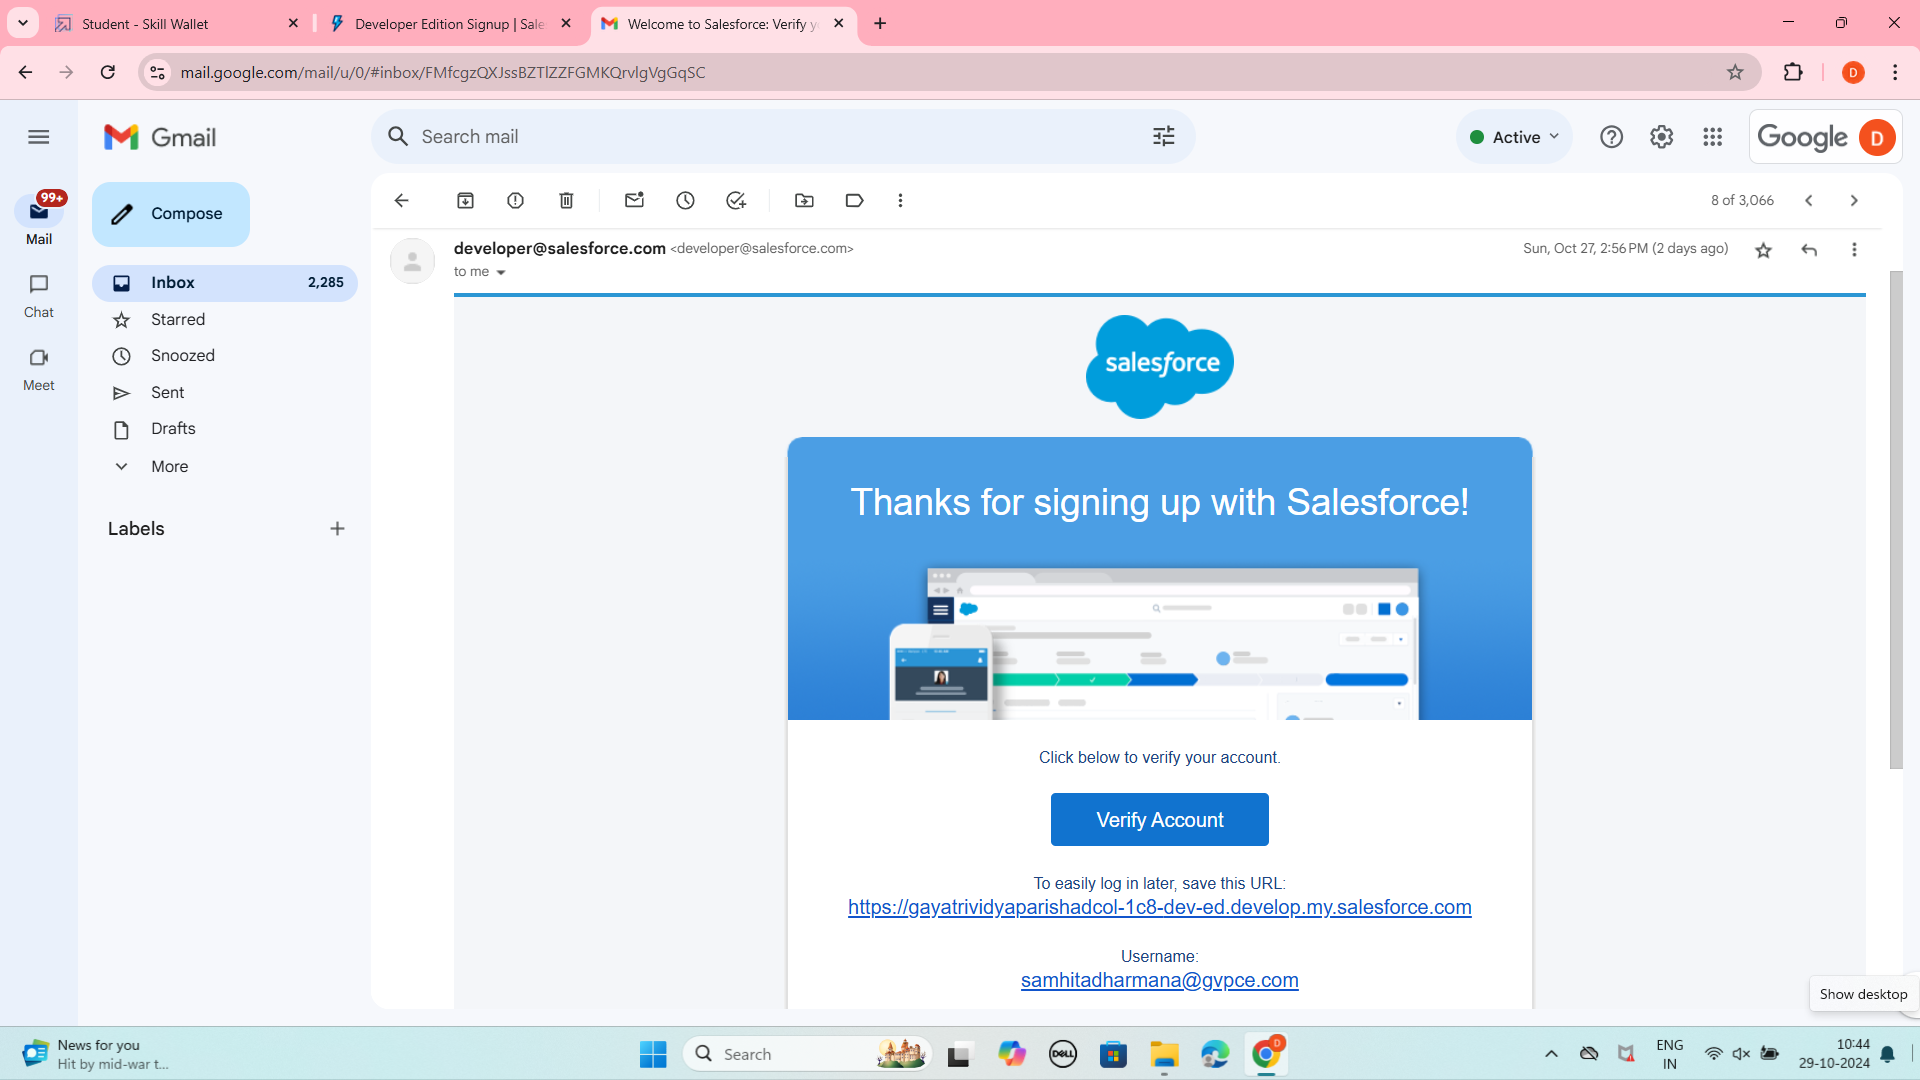 Student - Skill Wallet
Developer Edition Signup | Sale
Welcome to Salesforce: Verify y
mail.google.com/mail/u/0/#inbox/FMfcgzQXJssBZTlZZFGMKQrvlgVgGqSC
D
Gmail
Search mail
Active
Google
D
99+
Mail
Chat
Meet
Compose
Inbox
2,285
Starred
Snoozed
Sent
Drafts
More
Labels
8 of 3,066
developer@salesforce.com <developer@salesforce.com>
Sun, Oct 27, 2:56 PM (2 days ago)
to me
salesforce
Thanks for signing up with Salesforce!
Click below to verify your account.
Verify Account
To easily log in later, save this URL:
https://gayatrividyaparishadcol-1c8-dev-ed.develop.my.salesforce.com
Username:
samhitadharmana@gvpce.com
Show desktop
News for you
Hit by mid-war t...
Search
DELL
D
ENG
IN
10:44
29-10-2024